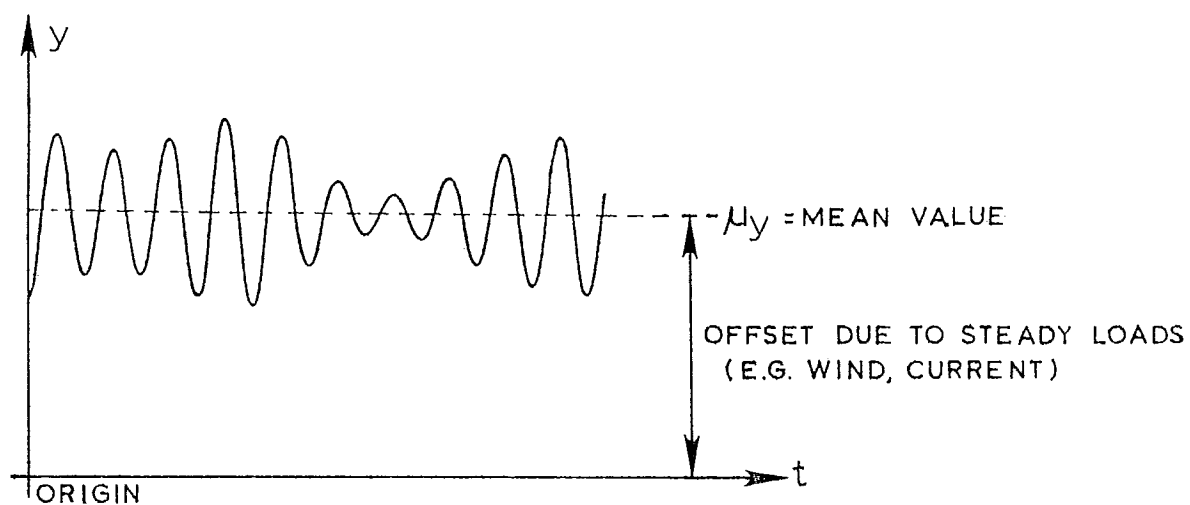 y
μy = MEAN VALUE
OFFSET DUE TO STEADY LOADS
(E.G. WIND, CURRENT)
t
ORIGIN